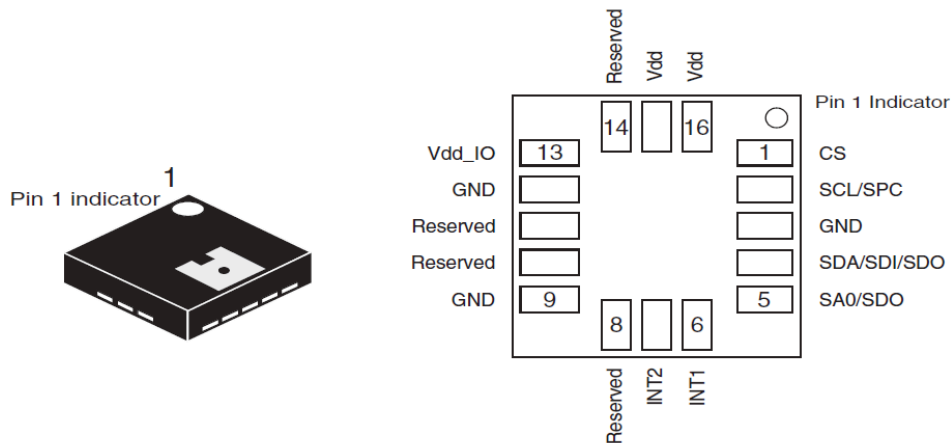 1
Pin 1 indicator
Reserved
Vdd
Vdd
Pin 1 Indicator
14
16
Vdd_IO
13
1
CS
GND
SCL/SPC
Reserved
GND
Reserved
SDA/SDI/SDO
GND
9
5
SA0/SDO
8
6
Reserved
INT2
INT1